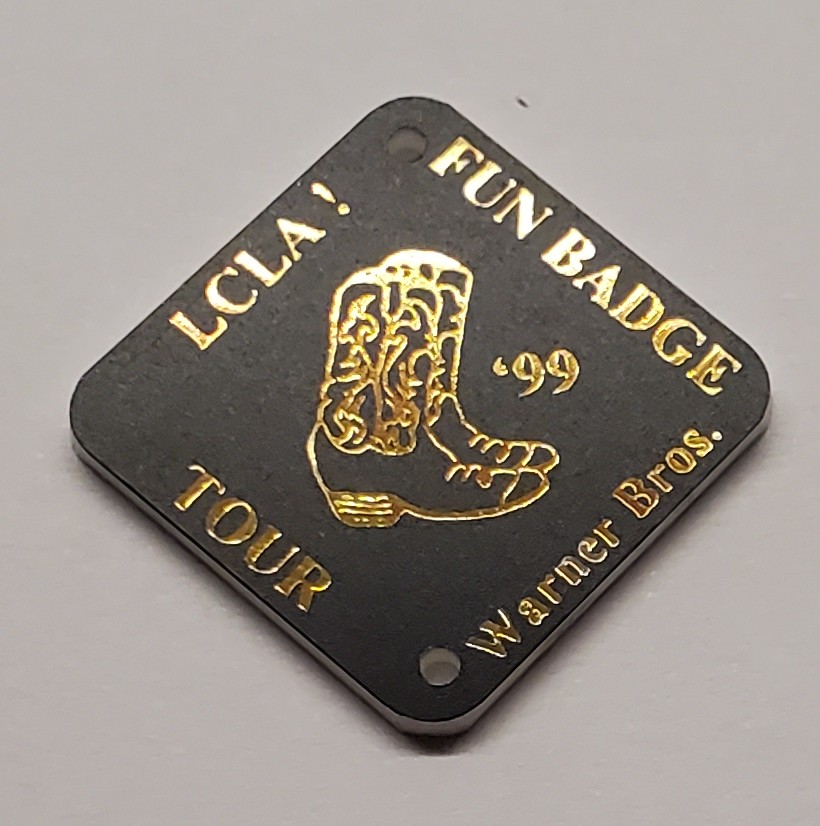 LCLA!
FUN BADGE
'99
TOUR
Warner Bros.